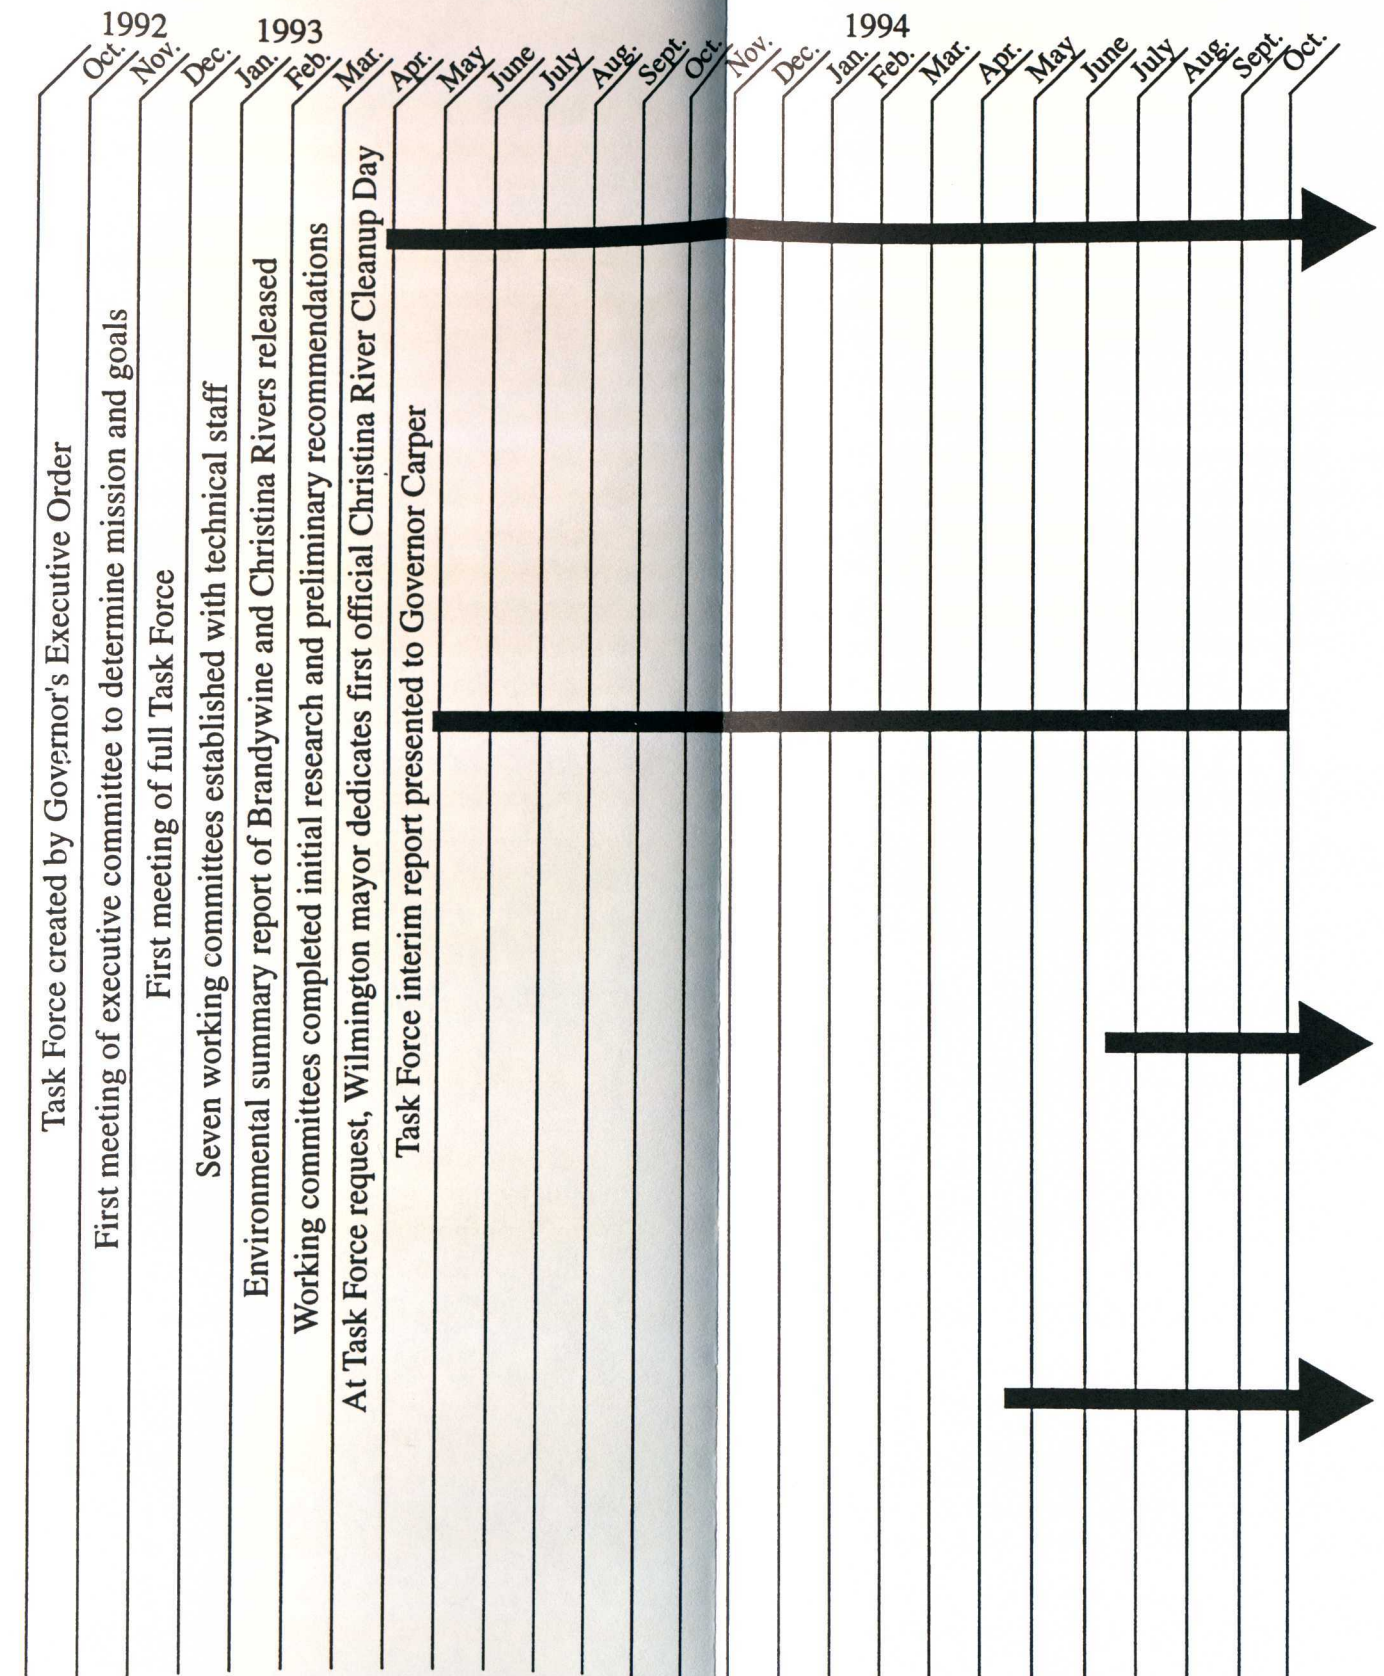 1992
1993
1994
Oct.
Nov.
Dec.
Jan.
Feb.
Mar.
Apr.
May
June
July
Aug.
Sept.
Oct.
Nov.
Dec.
Jan.
Feb.
Mar.
Apr.
May
June
July
Aug.
Sept.
Oct.
Task Force created by Governor's Executive Order
First meeting of executive committee to determine mission and goals
First meeting of full Task Force
Seven working committees established with technical staff
Environmental summary report of Brandywine and Christina Rivers released
Working committees completed initial research and preliminary recommendations
At Task Force request, Wilmington mayor dedicates first official Christina River Cleanup Day
Task Force interim report presented to Governor Carper